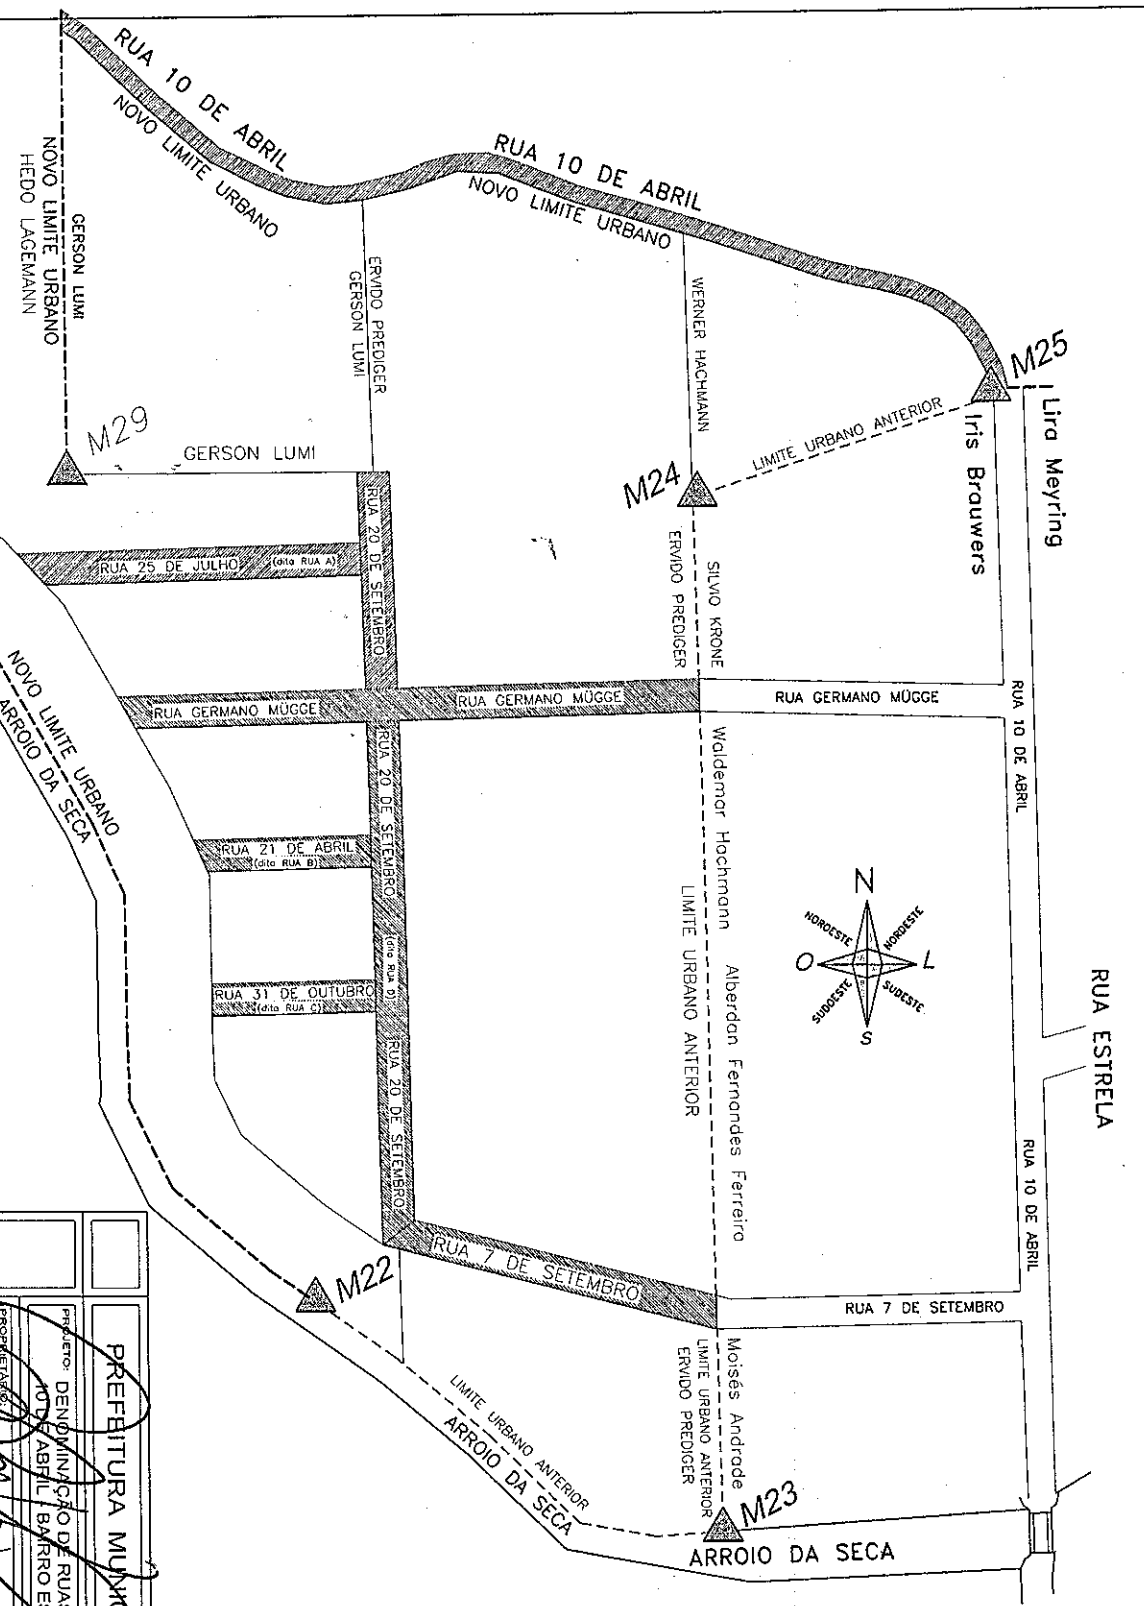 RUA 10 DE ABRIL
NOVO LIMITE URBANO
RUA 10 DE ABRIL
NOVO LIMITE URBANO
GERSON LUMI
NOVO LIMITE URBANO
HEDO LAGEMANN
ERVIDO PREDIGER
GERSON LUMI
WERNER HACHMANN
M25
Lira Meyring
Iris Brauwers
LIMITE URBANO ANTERIOR
M29
GERSON LUMI
M24
RUA 20 DE SETEMBRO
RUA 25 DE JULHO
(dita RUA A)
SILVIO KRONE
ERVIDO PREDIGER
RUA GERMANO MÜGGE
RUA GERMANO MÜGGE
RUA GERMANO MÜGGE
RUA 10 DE ABRIL
NOVO LIMITE URBANO
ARROIO DA SECA
RUA 20 DE SETEMBRO
(dita RUA D)
RUA 21 DE ABRIL
(dita RUA B)
Waldemar Hachmann
Alberdan Fernandes Ferreira
LIMITE URBANO ANTERIOR
N
NOROESTE
NORDESTE
O
L
SUDOESTE
SUDESTE
S
RUA ESTRELA
RUA 31 DE OUTUBRO
(dita RUA C)
RUA 20 DE SETEMBRO
RUA 10 DE ABRIL
RUA 7 DE SETEMBRO
RUA 7 DE SETEMBRO
M22
Moisés Andrade
LIMITE URBANO ANTERIOR
ERVIDO PREDIGER
LIMITE URBANO ANTERIOR
ARROIO DA SECA
M23
ARROIO DA SECA
PREFEITURA
PROJETO: DENOMINAÇÃO DE RUAS
ABRIL BAIRRO
PROPRIETÁRIO: